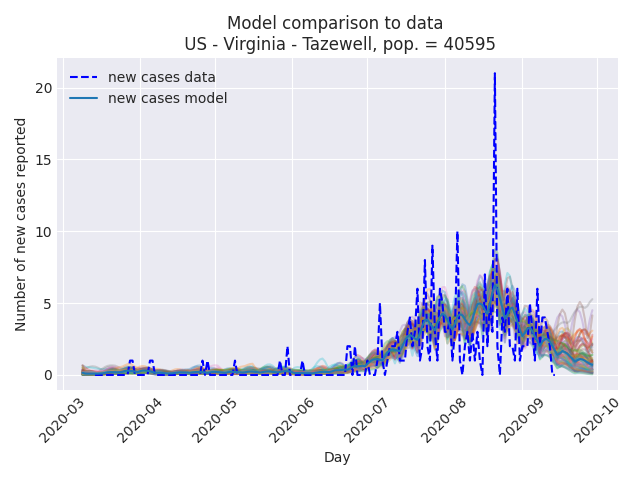 Model comparison to data
US - Virginia - Tazewell, pop. = 40595
new cases data
new cases model
Number of new cases reported
20
15
10
5
0
2020-03
2020-04
2020-05
2020-06
2020-07
2020-08
2020-09
2020-10
Day